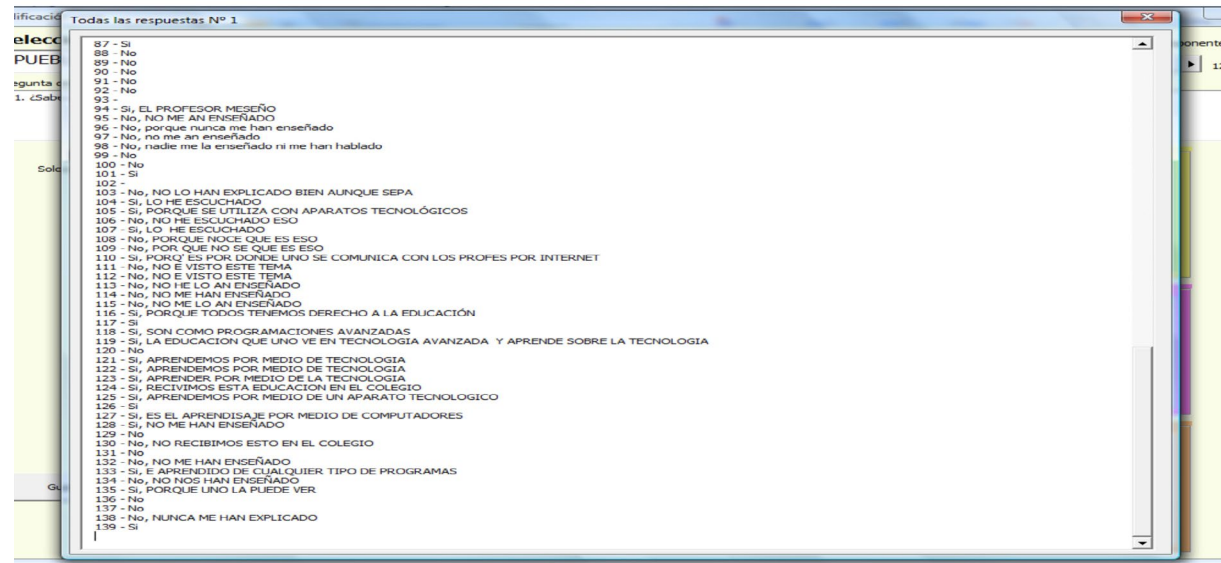 Todas las respuestas Nº 1
elecc
PUEB
egunta
1. ¿Sabe
Solo
Gu
87 - Si
88 - No
89 - No
90 - No
91 - No
92 - No
93 -
94 - Si, EL PROFESOR MESEÑO
95 - No, NO ME AN ENSEÑADO
96 - No, porque nunca me han enseñado
97 - No, no me an enseñado
98 - No, nadie me la enseñado ni me han hablado
99 - No
100 - No
101 - Si
102 -
103 - No, NO LO HAN EXPLICADO BIEN AUNQUE SEPA
104 - Si, LO HE ESCUCHADO
105 - Si, PORQUE SE UTILIZA CON APARATOS TECNOLÓGICOS
106 - No, NO HE ESCUCHADO ESO
107 - Si, LO  HE ESCUCHADO
108 - No, PORQUE NOCE QUE ES ESO
109 - No, POR QUE NO SE QUE ES ESO
110 - Si, PORQ' ES POR DONDE UNO SE COMUNICA CON LOS PROFES POR INTERNET
111 - No, NO E VISTO ESTE TEMA
112 - No, NO E VISTO ESTE TEMA
113 - No, NO HE LO AN ENSEÑADO
114 - No, NO ME HAN ENSEÑADO
115 - No, NO ME LO AN ENSEÑADO
116 - Si, PORQUE TODOS TENEMOS DERECHO A LA EDUCACIÓN
117 - Si
118 - Si, SON COMO PROGRAMACIONES AVANZADAS
119 - Si, LA EDUCACION QUE UNO VE EN TECNOLOGIA AVANZADA  Y APRENDE SOBRE LA TECNOLOGIA
120 - No
121 - Si, APRENDEMOS POR MEDIO DE TECNOLOGIA
122 - Si, APRENDEMOS POR MEDIO DE TECNOLOGIA
123 - Si, APRENDER POR MEDIO DE LA TECNOLOGIA
124 - Si, RECIVIMOS ESTA EDUCACION EN EL COLEGIO
125 - Si, APRENDEMOS POR MEDIO DE UN APARATO TECNOLOGICO
126 - Si
127 - Si, ES EL APRENDISAJE POR MEDIO DE COMPUTADORES
128 - Si, NO ME HAN ENSEÑADO
129 - No
130 - No, NO RECIBIMOS ESTO EN EL COLEGIO
131 - No
132 - No, NO ME HAN ENSEÑADO
133 - Si, E APRENDIDO DE CUALQUIER TIPO DE PROGRAMAS
134 - No, NO NOS HAN ENSEÑADO
135 - Si, PORQUE UNO LA PUEDE VER
136 - No
137 - No
138 - No, NUNCA ME HAN EXPLICADO
139 - Si
ponente